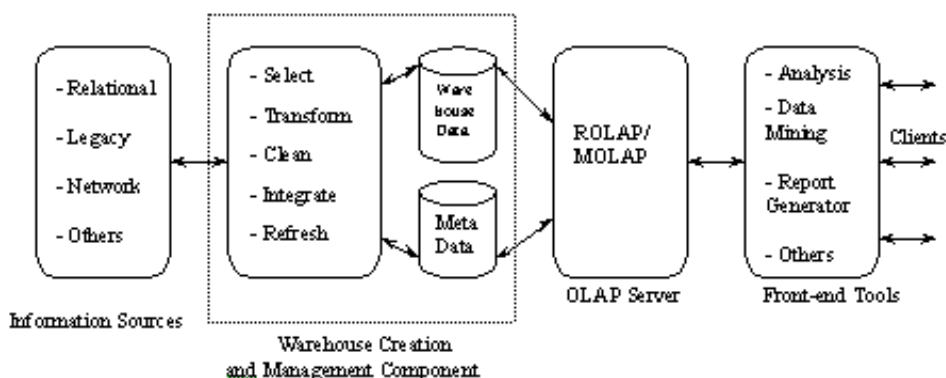 - Relational
- Legacy
- Network
- Others
Information Sources
- Select
- Transform
- Clean
- Integrate
- Refresh
Ware
house
Data
Meta
Data
Warehouse Creation
and Management Component
ROLAP/
MOLAP
OLAP Server
- Analysis
- Data
Mining
- Report
Generator
- Others
Front-end Tools
Clients